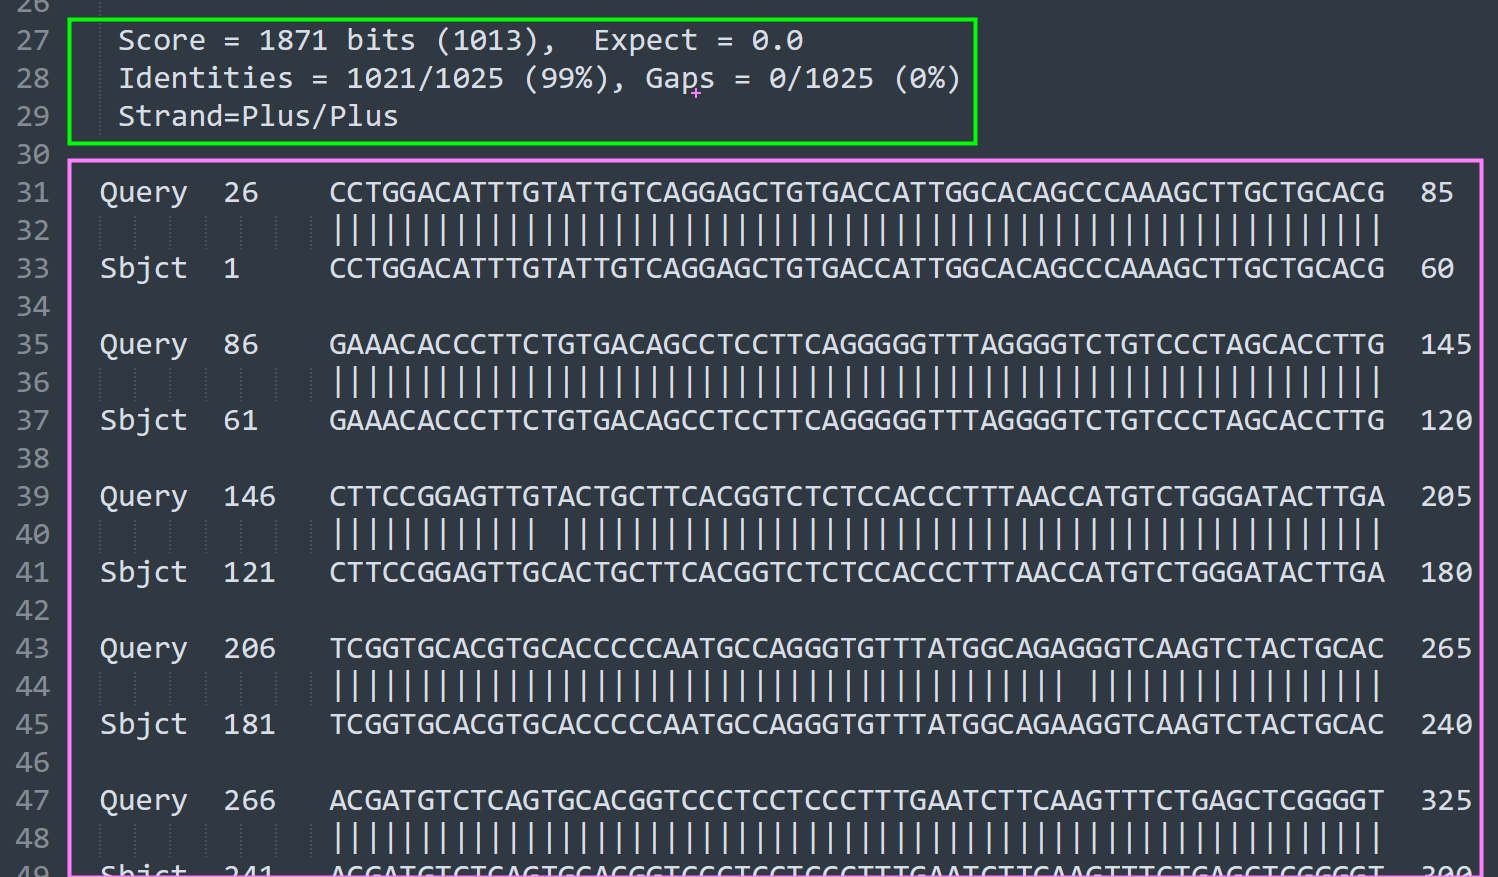 26
27 Score = 1871 bits (1013),  Expect = 0.0
28 Identities = 1021/1025 (99%), Gaps = 0/1025 (0%)
29 Strand=Plus/Plus
30
31 Query  26    CCTGGACATTTGTATTGTCAGGAGCTGTGACCATTGGCACAGCCCAAAGCTTGCTGCACG  85
32              ||||||||||||||||||||||||||||||||||||||||||||||||||||||||||||
33 Sbjct  1     CCTGGACATTTGTATTGTCAGGAGCTGTGACCATTGGCACAGCCCAAAGCTTGCTGCACG  60
34
35 Query  86    GAAACACCCTTCTGTGACAGCCTCCTTCAGGGGGTTTAGGGGTCTGTCCCTAGCACCTTG  145
36              ||||||||||||||||||||||||||||||||||||||||||||||||||||||||||||
37 Sbjct  61    GAAACACCCTTCTGTGACAGCCTCCTTCAGGGGGTTTAGGGGTCTGTCCCTAGCACCTTG  120
38
39 Query  146   CTTCCGGAGTTGTACTGCTTCACGGTCTCTCCACCCTTTAACCATGTCTGGGATACTTGA  205
40              |||||||||||| |||||||||||||||||||||||||||||||||||||||||||||||
41 Sbjct  121   CTTCCGGAGTTGCACTGCTTCACGGTCTCTCCACCCTTTAACCATGTCTGGGATACTTGA  180
42
43 Query  206   TCGGTGCACGTGCACCCCCAATGCCAGGGTGTTTATGGCAGAGGGTCAAGTCTACTGCAC  265
44              |||||||||||||||||||||||||||||||||||||||||| |||||||||||||||||
45 Sbjct  181   TCGGTGCACGTGCACCCCCAATGCCAGGGTGTTTATGGCAGAAGGTCAAGTCTACTGCAC  240
46
47 Query  266   ACGATGTCTCAGTGCACGGTCCCTCCTCCCTTTGAATCTTCAAGTTTCTGAGCTCGGGGT  325
48              ||||||||||||||||||||||||||||||||||||||||||||||||||||||||||||
49 Sbjct  241   ACGATGTCTCAGTGCACGGTCCCTCCTCCCTTTGAATCTTCAAGTTTCTGAGCTCGGGGT  300